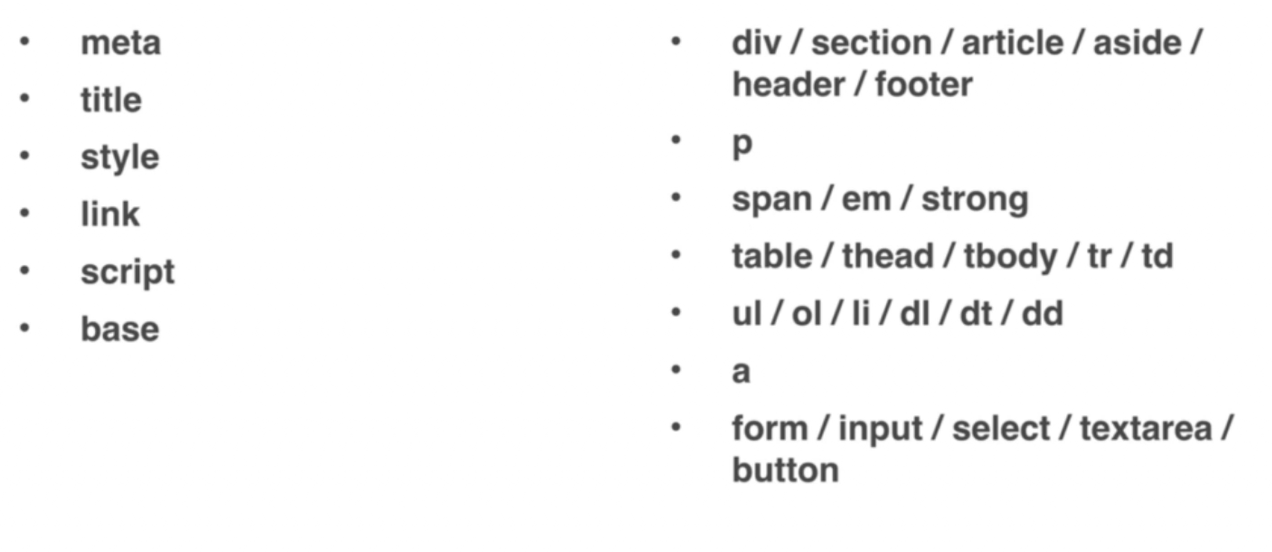 • meta
• title
• style
• link
• script
• base
• div / section / article / aside /
header / footer
• p
• span / em / strong
• table / thead / tbody / tr / td
• ul / ol / li / dl / dt / dd
• a
• form / input / select / textarea /
button